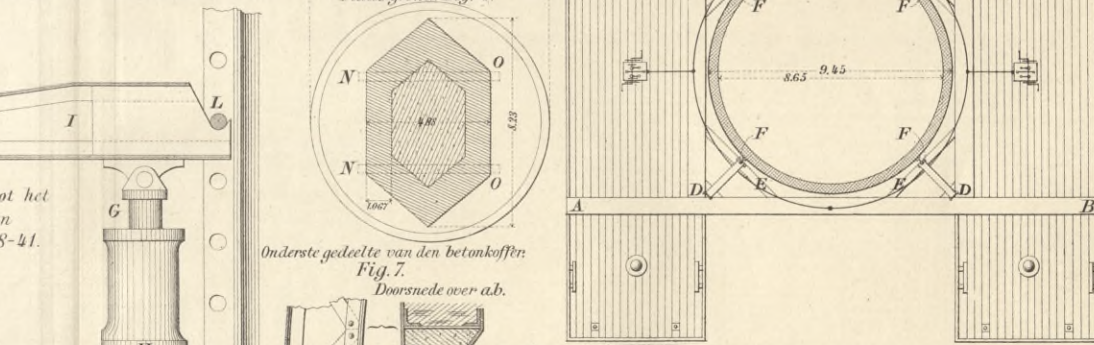 F F
L
I
G
ot het
n
8-41.
N O
4.88
8.23
N O
1.067
Onderste gedeelte van den betonkoffer.
Fig. 7.
Doorsnede over a.b.
9.45
8.65
F F
D E E D
A B